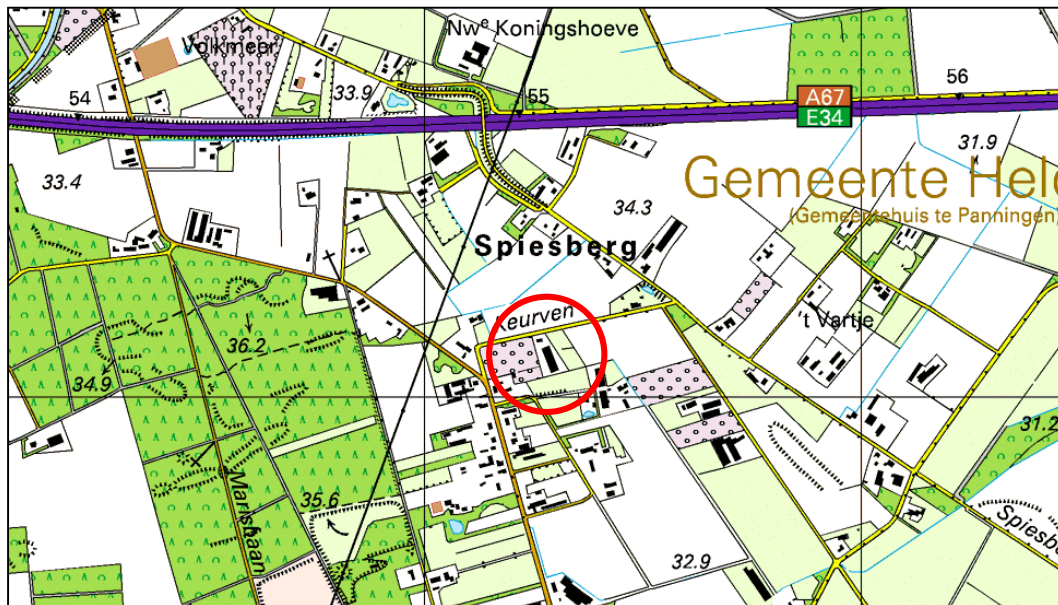 Nwe Koningshoeve
Volkmeer
33.9
54
55
56
A67
E34
33.4
31.9
Gemeente Held
(Gemeentehuis te Panningen)
34.3
Spiesberg
Keurven
't Vartje
36.2
34.9
31.2
Marisbaan
35.6
Spiesb
32.9